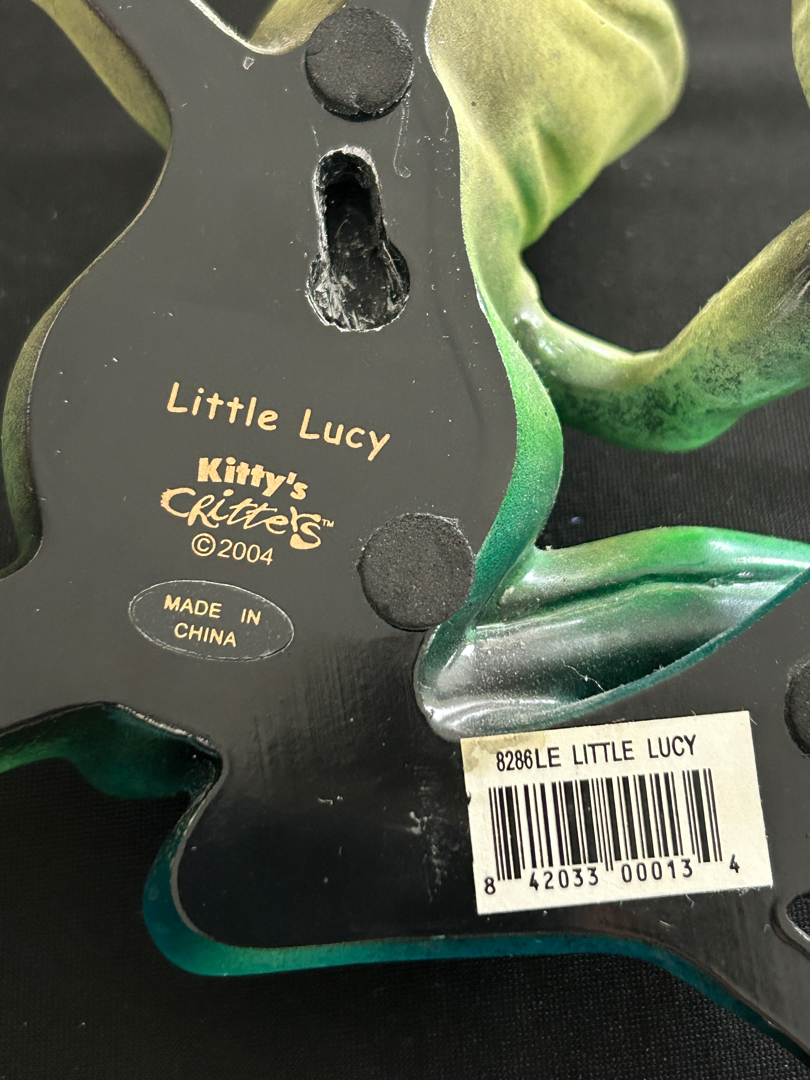 Little Lucy
Kitty's
Critters™
©2004
MADE IN
CHINA
8286LE LITTLE LUCY
8 42033 00013 4